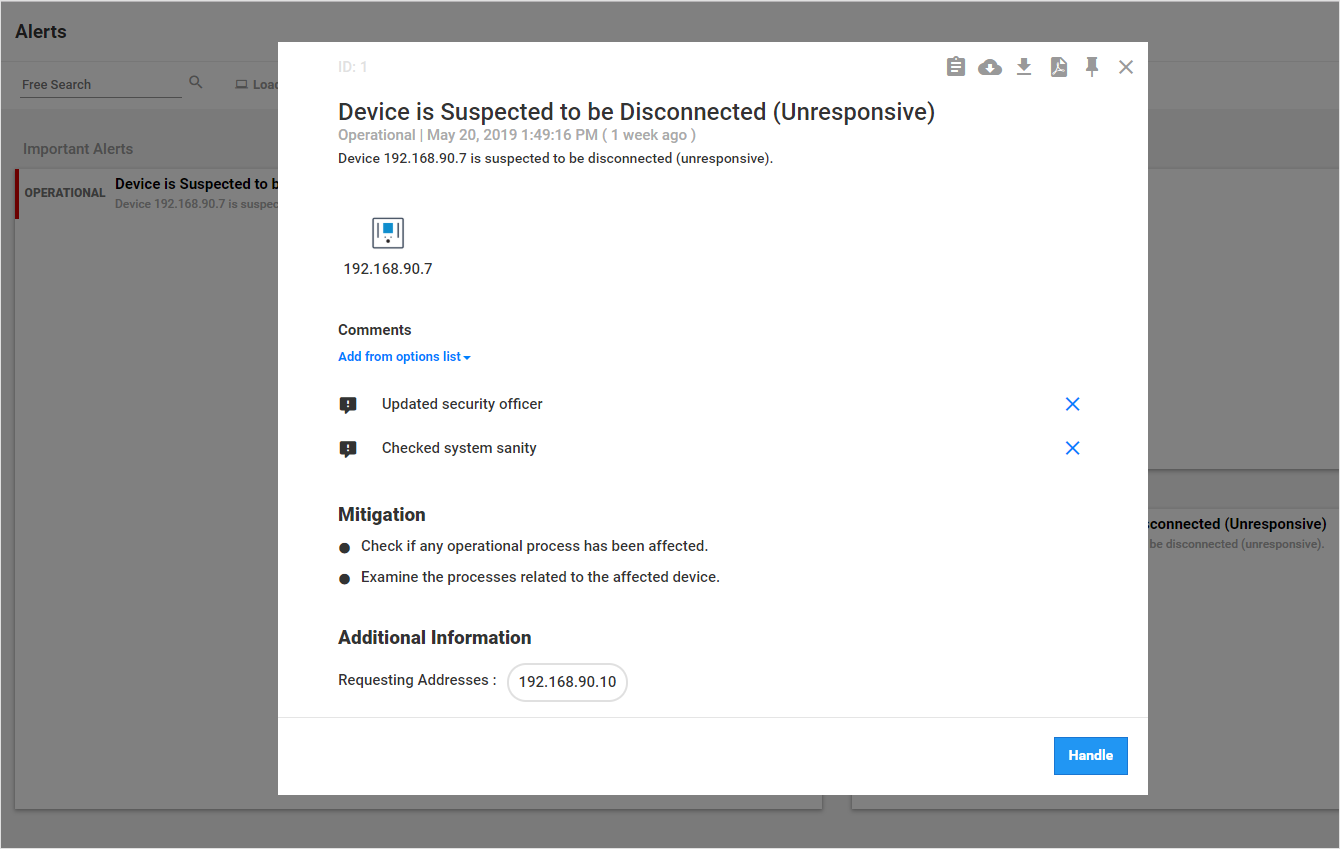 Alerts
Free Search
Load
Important Alerts
OPERATIONAL
Device is Suspected to b
Device 192.168.90.7 is suspec
ID: 1
Device is Suspected to be Disconnected (Unresponsive)
Operational | May 20, 2019 1:49:16 PM ( 1 week ago )
Device 192.168.90.7 is suspected to be disconnected (unresponsive).
192.168.90.7
Comments
Add from options list
Updated security officer
Checked system sanity
Mitigation
Check if any operational process has been affected.
Examine the processes related to the affected device.
Additional Information
Requesting Addresses : 192.168.90.10
Handle
sconnected (Unresponsive)
be disconnected (unresponsive).